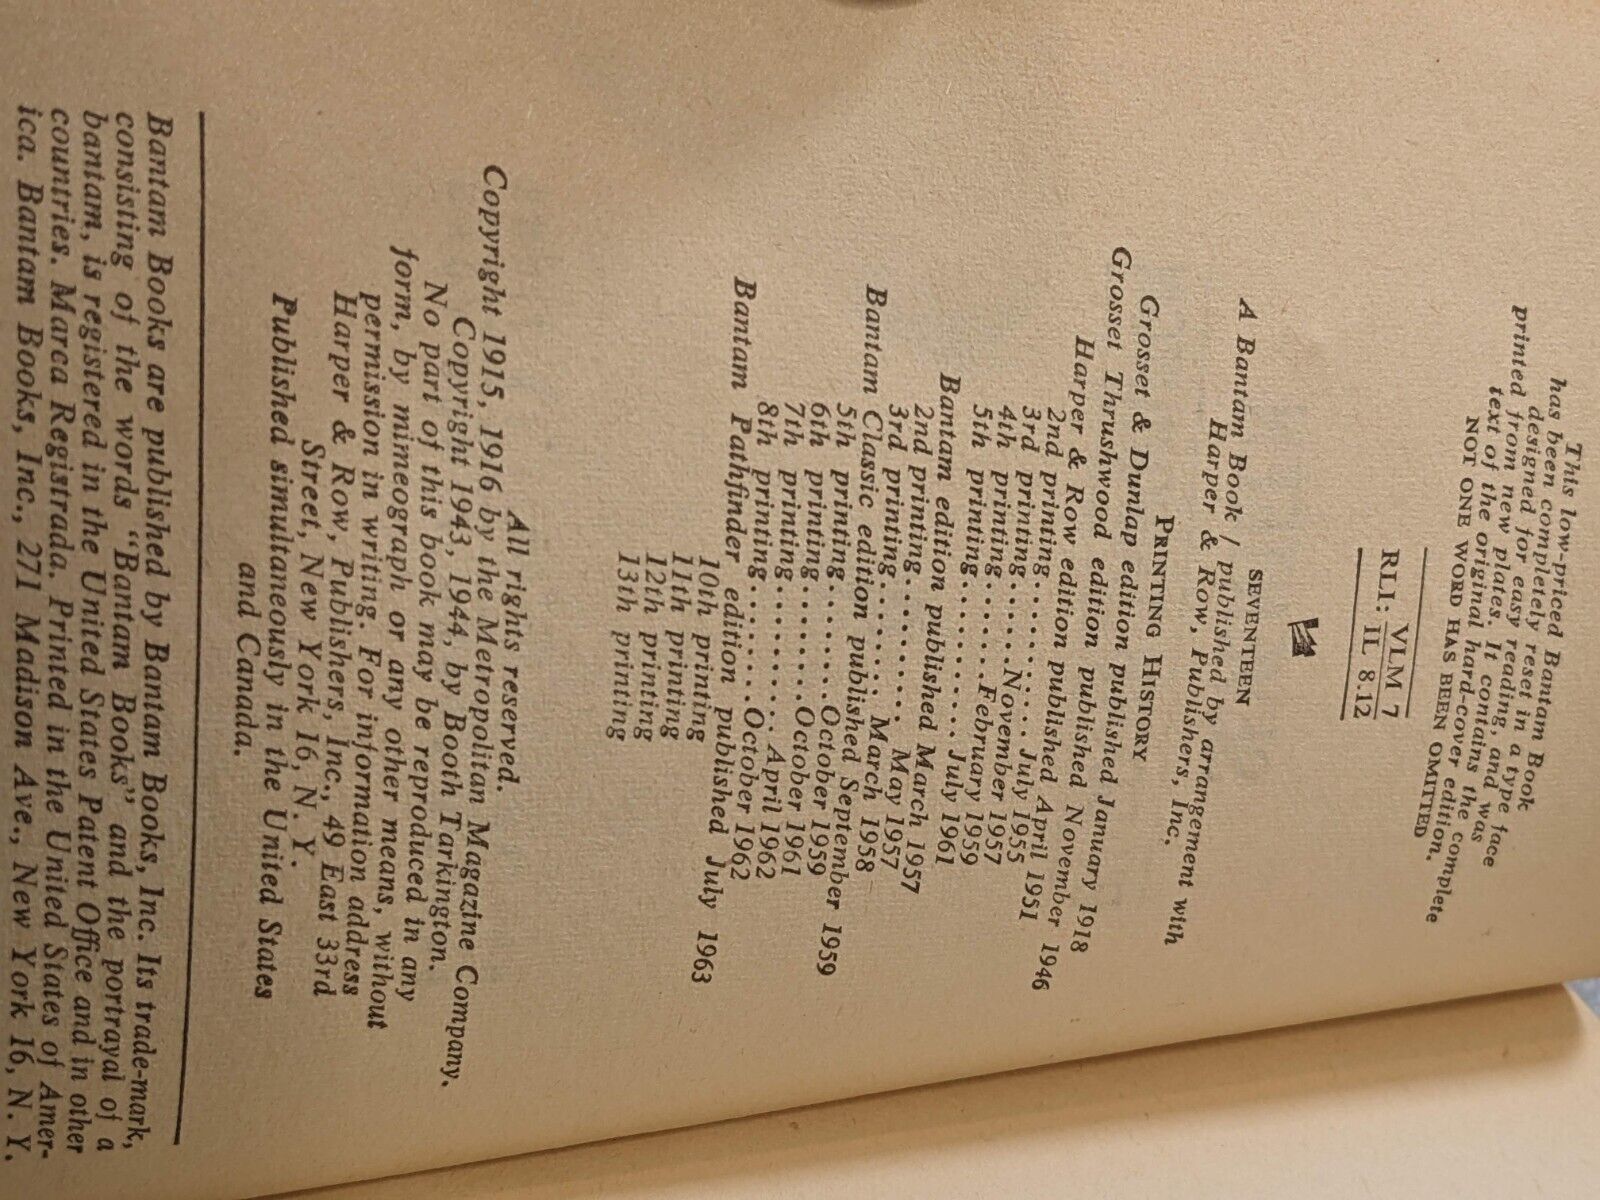 This low-priced Bantam Book
has been completely reset in a type face
designed for easy reading, and was
printed from new plates. It contains the complete
text of the original hard-cover edition.
NOT ONE WORD HAS BEEN OMITTED
RLI: VLM 7
IL 8.12
SEVENTEEN
A Bantam Book / published by arrangement with
Harper & Row, Publishers, Inc.
PRINTING HISTORY
Grosset & Dunlap edition published January 1918
Grosset Thrushwood edition published November 1946
Harper & Row edition published April 1951
2nd printing.......... July 1955
3rd printing......November 1957
4th printing.......February 1959
5th printing........... July 1961
Bantam edition published March 1957
2nd printing........... May 1957
3rd printing......... March 1958
Bantam Classic edition published September 1959
5th printing........October 1959
6th printing........October 1961
7th printing.......... April 1962
8th printing........October 1962
Bantam Pathfinder edition published July 1963
10th printing
11th printing
12th printing
13th printing
All rights reserved.
Copyright 1915, 1916 by the Metropolitan Magazine Company.
Copyright 1943, 1944, by Booth Tarkington.
No part of this book may be reproduced in any
form, by mimeograph or any other means, without
permission in writing. For information address
Harper & Row, Publishers, Inc., 49 East 33rd
Street, New York 16, N. Y.
Published simultaneously in the United States
and Canada.
Bantam Books are published by Bantam Books, Inc. Its trade-mark,
consisting of the words "Bantam Books" and the portrayal of a
bantam, is registered in the United States Patent Office and in other
countries. Marca Registrada. Printed in the United States of Amer-
ica. Bantam Books, Inc., 271 Madison Ave., New York 16, N. Y.